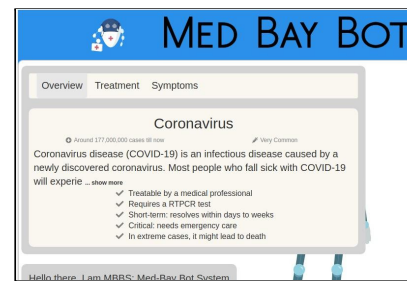 MED BAY BOT
Overview Treatment Symptoms
Coronavirus
Around 177,000,000 cases till now Very Common
Coronavirus disease (COVID-19) is an infectious disease caused by a
newly discovered coronavirus. Most people who fall sick with COVID-19
will experie ... show more
Treatable by a medical professional
Requires a RTPCR test
Short-term: resolves within days to weeks
Critical: needs emergency care
In extreme cases, it might lead to death
Hello there, I am MBBS: Med-Bay Bot System